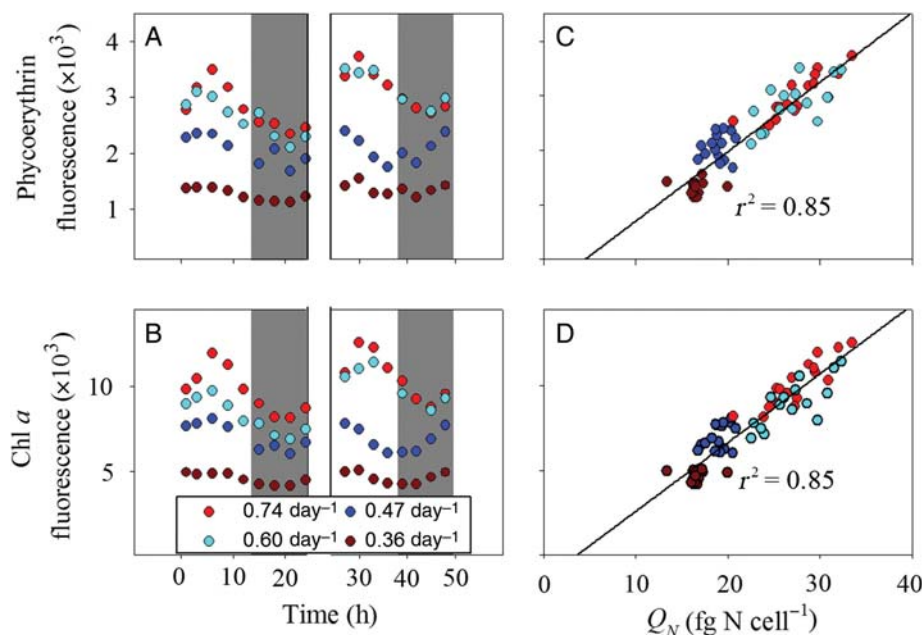 A
C
Phycoerythrin
fluorescence (×10³)
4
3
2
1
r² = 0.85
B
D
Chl a
fluorescence (×10³)
10
5
r² = 0.85
0.74 day⁻¹ 0.47 day⁻¹
0.60 day⁻¹ 0.36 day⁻¹
0 10 20 30 40 50 60
0 10 20 30 40
Time (h)
Q_N (fg N cell⁻¹)